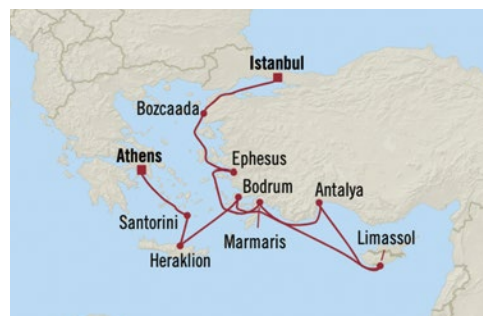 Istanbul
Bozcaada
Athens
Ephesus
Bodrum
Antalya
Santorini
Marmaris
Limassol
Heraklion